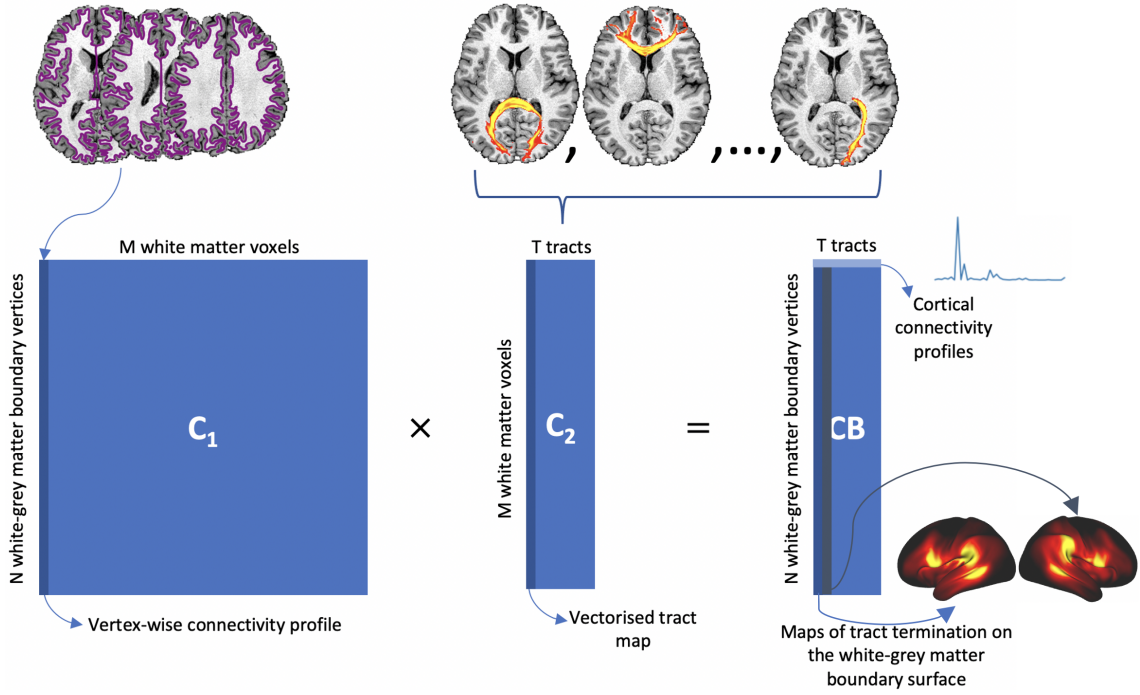 , ,...,
M white matter voxels
T tracts
T tracts
N white-grey matter boundary vertices
C1
×
M white matter voxels
C2
=
N white-grey matter boundary vertices
CB
Cortical
connectivity
profiles
Vertex-wise connectivity profile
Vectorised tract
map
Maps of tract termination on
the white-grey matter
boundary surface